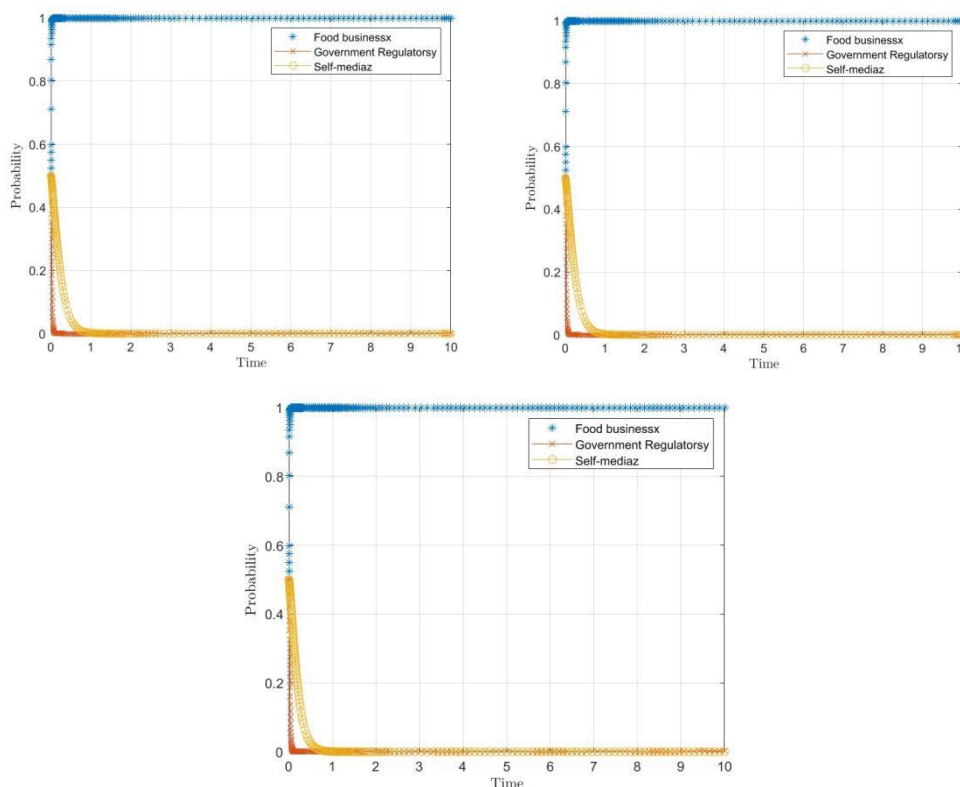 1
0.8
0.6
0.4
0.2
0
Probability
0 1 2 3 4 5 6 7 8 9 10
Time
Food businessx
Government Regulatorsy
Self-mediaz
1
0.8
0.6
0.4
0.2
0
Probability
0 1 2 3 4 5 6 7 8 9 10
Time
Food businessx
Government Regulatorsy
Self-mediaz
1
0.8
0.6
0.4
0.2
0
Probability
0 1 2 3 4 5 6 7 8 9 10
Time
Food businessx
Government Regulatorsy
Self-mediaz